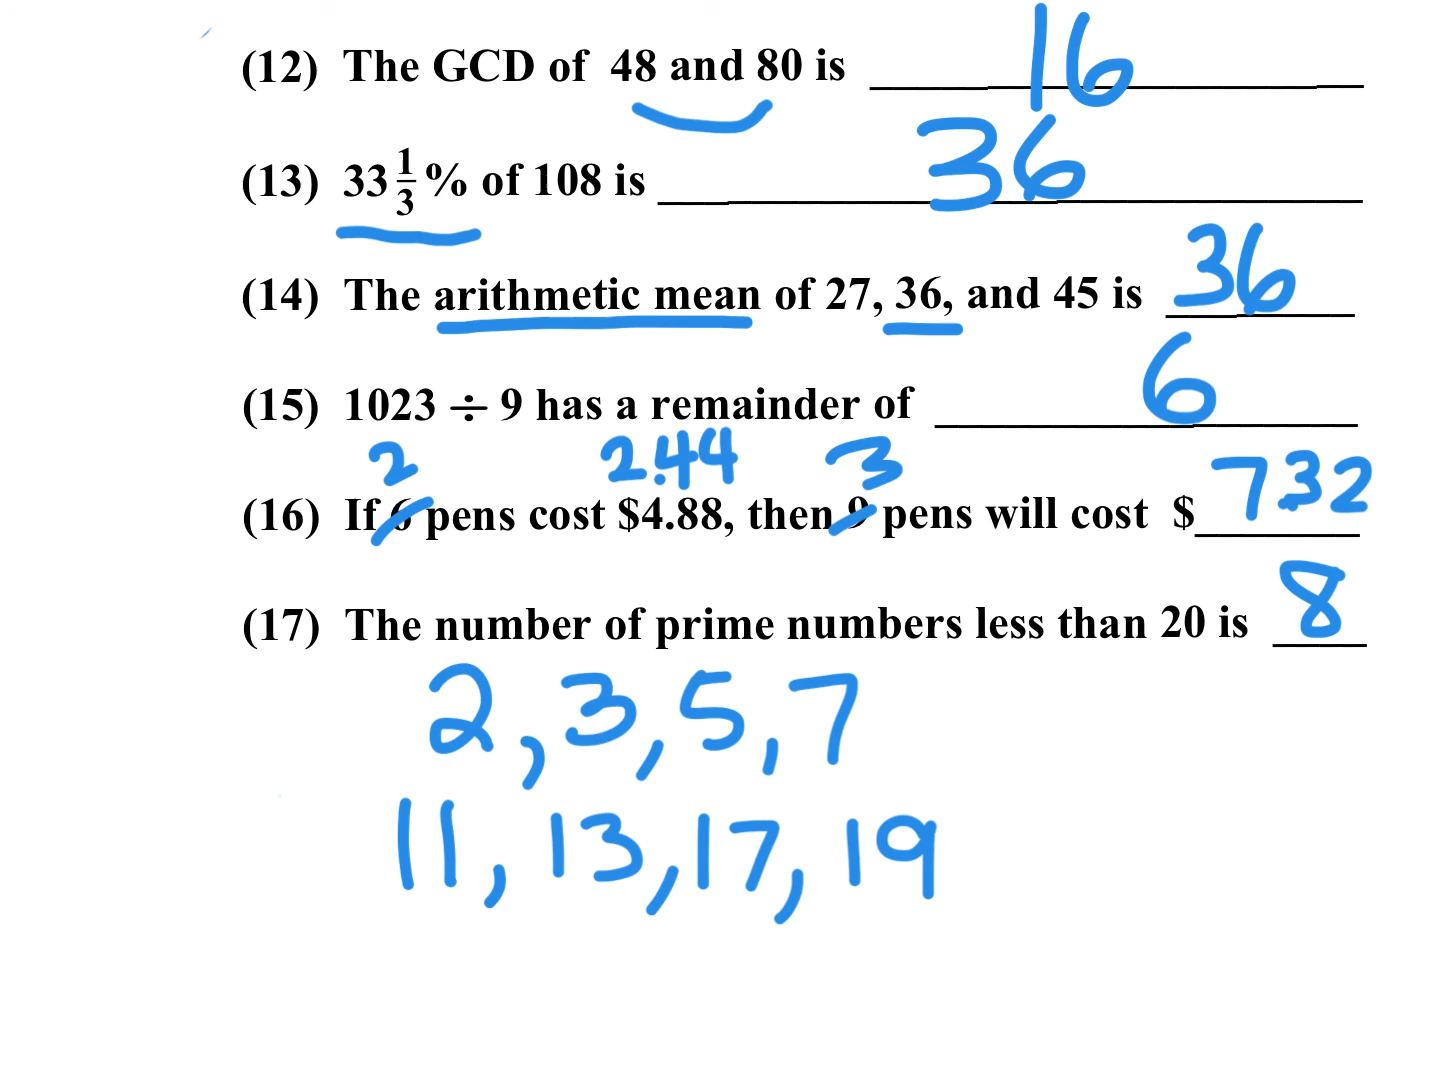 (12) The GCD of 48 and 80 is 16
(13) 33 1/3 % of 108 is 36
(14) The arithmetic mean of 27, 36, and 45 is 36
(15) 1023 ÷ 9 has a remainder of 6
2 2.44 3
(16) If 6 pens cost $4.88, then 9 pens will cost $ 7.32
(17) The number of prime numbers less than 20 is 8
2, 3, 5, 7
11, 13, 17, 19